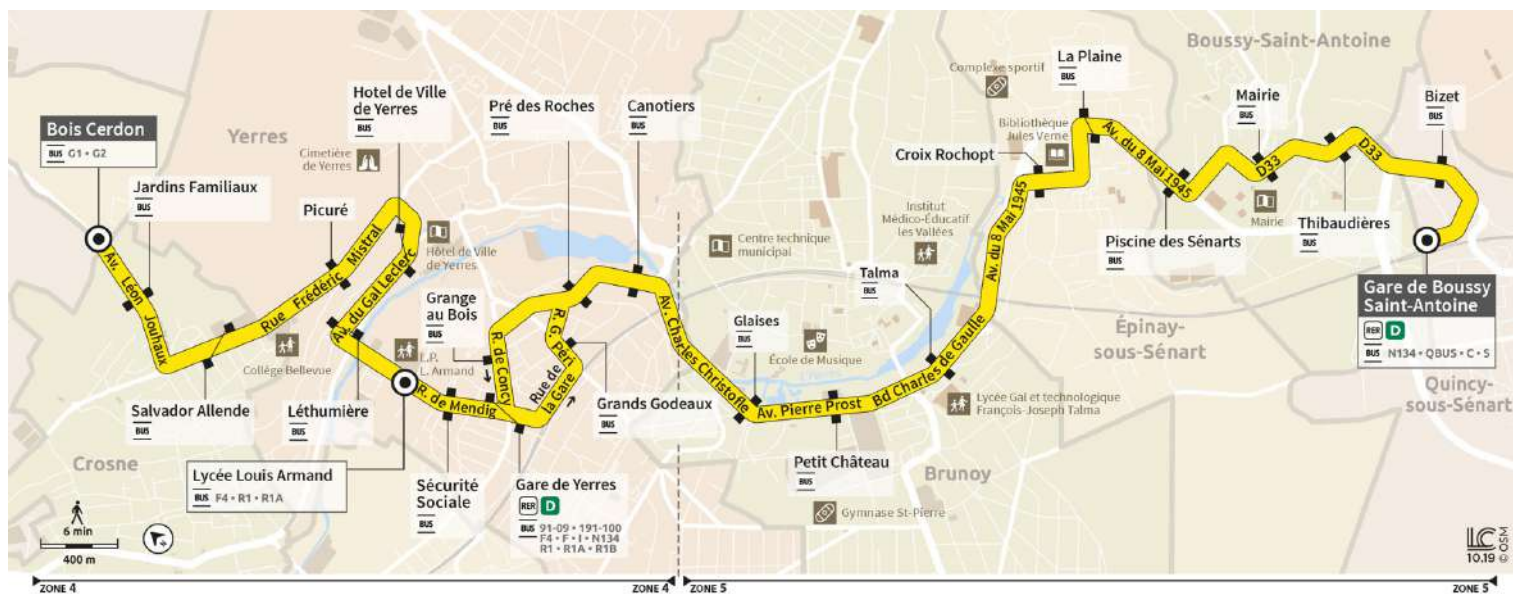 Boussy-Saint-Antoine
La Plaine
BUS
Complexe sportif
Hotel de Ville
de Yerres
BUS
Pré des Roches
BUS
Canotiers
BUS
Mairie
BUS
Bizet
BUS
Bois Cerdon
BUS G1 • G2
Yerres
Cimetière
de Yerres
Bibliothèque
Jules Verne
Croix Rochopt
BUS
Av. du 8 Mai 1945
D33
D33
Jardins Familiaux
BUS
Picuré
BUS
Institut
Médico-Éducatif
les Vallées
Mairie
Thibaudières
BUS
Piscine des Sénarts
BUS
Hôtel de Ville
de Yerres
Centre technique
municipal
Av. Léon Jouhaux
Rue Frédéric Mistral
Av. du Gal Leclerc
Grange
au Bois
BUS
Talma
BUS
Av. du 8 Mai 1945
Gare de Boussy
Saint-Antoine
RER D
BUS N134 • QBUS • C • S
Épinay-
sous-Sénart
Quincy-
sous-Sénart
Glaises
BUS
École de Musique
Collège Bellevue
L.P.
L. Armand
R. de Concy
R. G. Péri
Rue de
la Gare
R. de Mendig
Av. Charles Christofle
Av. Pierre Prost
Bd Charles de Gaulle
Salvador Allende
BUS
Léthumière
BUS
Grands Godeaux
BUS
Lycée Gal et technologique
François-Joseph Talma
Crosne
Lycée Louis Armand
BUS F4 • R1 • R1A
Sécurité
Sociale
BUS
Gare de Yerres
RER D
BUS 91-09 • 191-100
F4 • F • I • N134
R1 • R1A • R1B
Petit Château
BUS
Brunoy
Gymnase St-Pierre
6 min
400 m
LC
10.19 © OSM
ZONE 4
ZONE 4
ZONE 5
ZONE 5